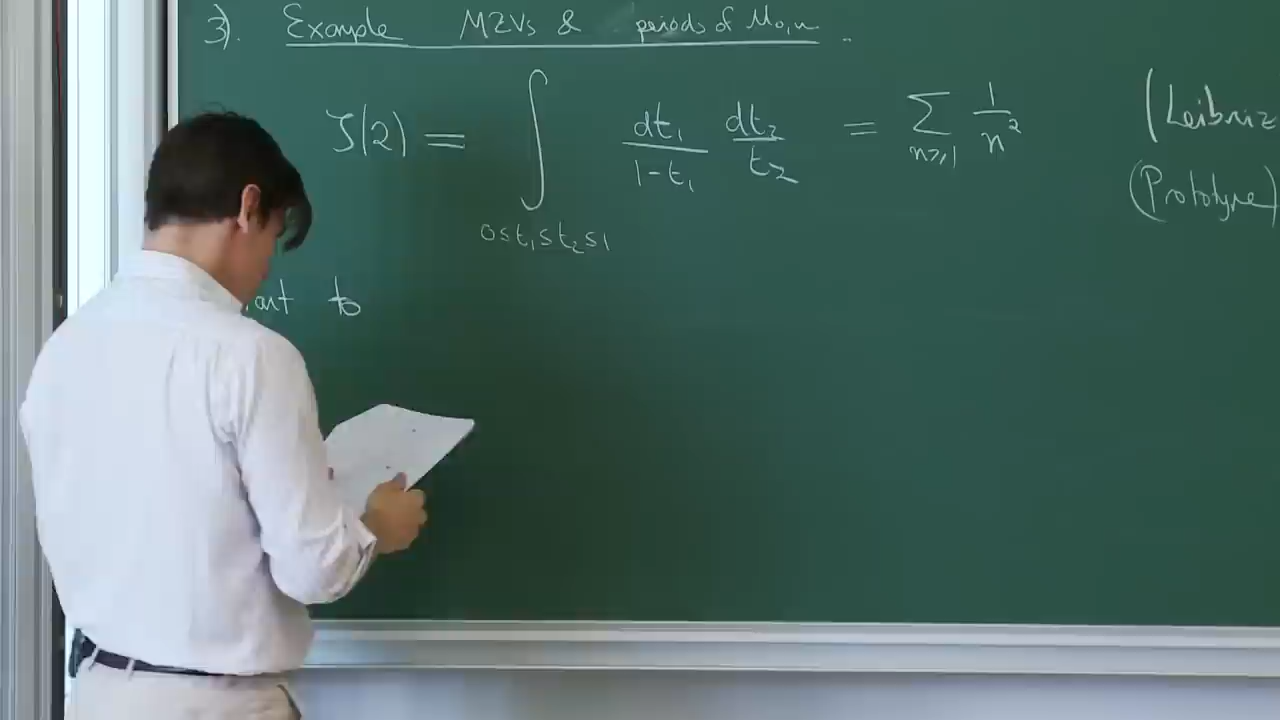 3). Example MZVs & periods of M₀,ₙ.
ζ(2) = ∫ dt₁/(1-t₁) dt₂/t₂ = ∑ 1/n² (Leibniz
0≤t₁≤t₂≤1 n≥1 (Prototype)
to